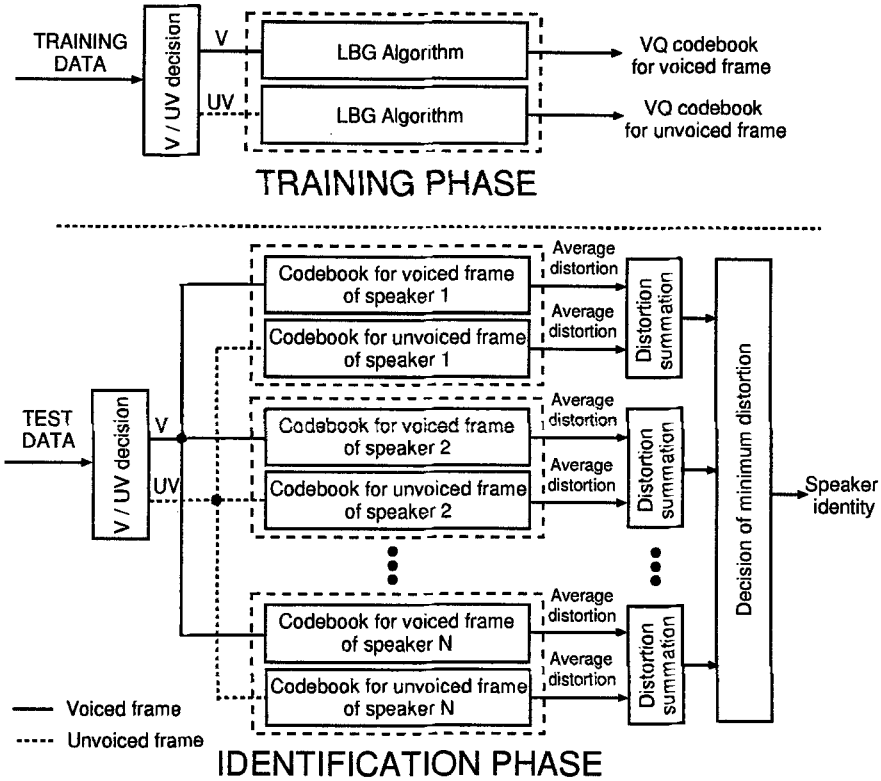 TRAINING
DATA
V / UV decision
V
UV
LBG Algorithm
LBG Algorithm
VQ codebook
for voiced frame
VQ codebook
for unvoiced frame
TRAINING PHASE
TEST
DATA
V / UV decision
V
UV
Codebook for voiced frame
of speaker 1
Codebook for unvoiced frame
of speaker 1
Average
distortion
Average
distortion
Distortion
summation
Codebook for voiced frame
of speaker 2
Codebook for unvoiced frame
of speaker 2
Average
distortion
Average
distortion
Distortion
summation
Codebook for voiced frame
of speaker N
Codebook for unvoiced frame
of speaker N
Average
distortion
Average
distortion
Distortion
summation
Decision of minimum distortion
Speaker
identity
Voiced frame
Unvoiced frame
IDENTIFICATION PHASE